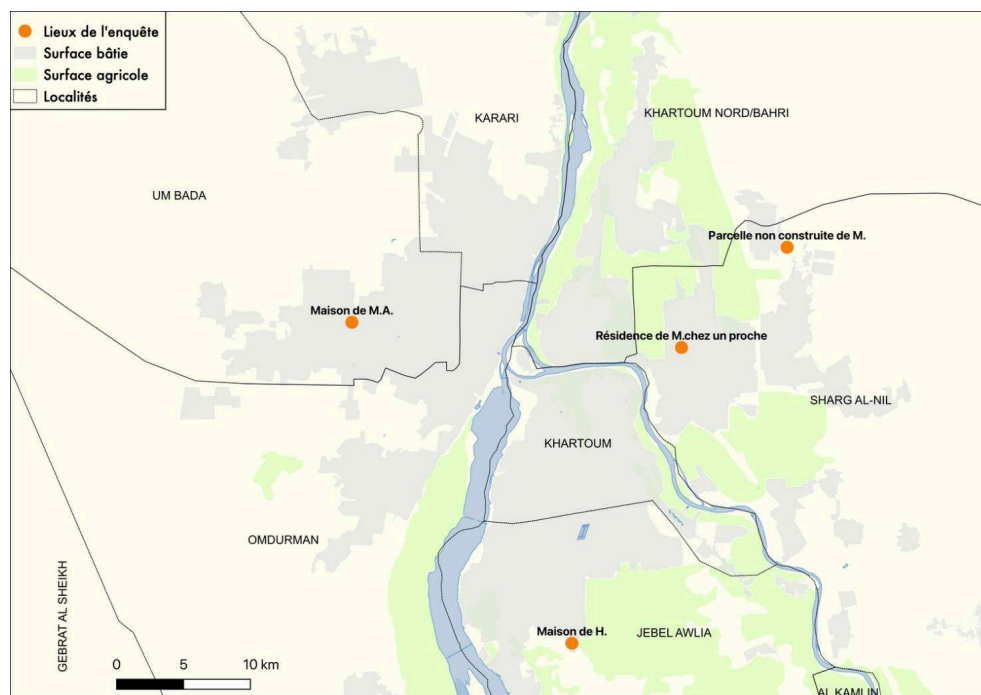 Lieux de l'enquête
Surface bâtie
Surface agricole
Localités
KARARI
KHARTOUM NORD/BAHRI
UM BADA
Parcelle non construite de M.
Maison de M.A.
Résidence de M.chez un proche
SHARG AL-NIL
KHARTOUM
OMDURMAN
GEBRAT AL SHEIKH
Maison de H.
JEBEL AWLIA
0 5 10 km
AL KAMLIN